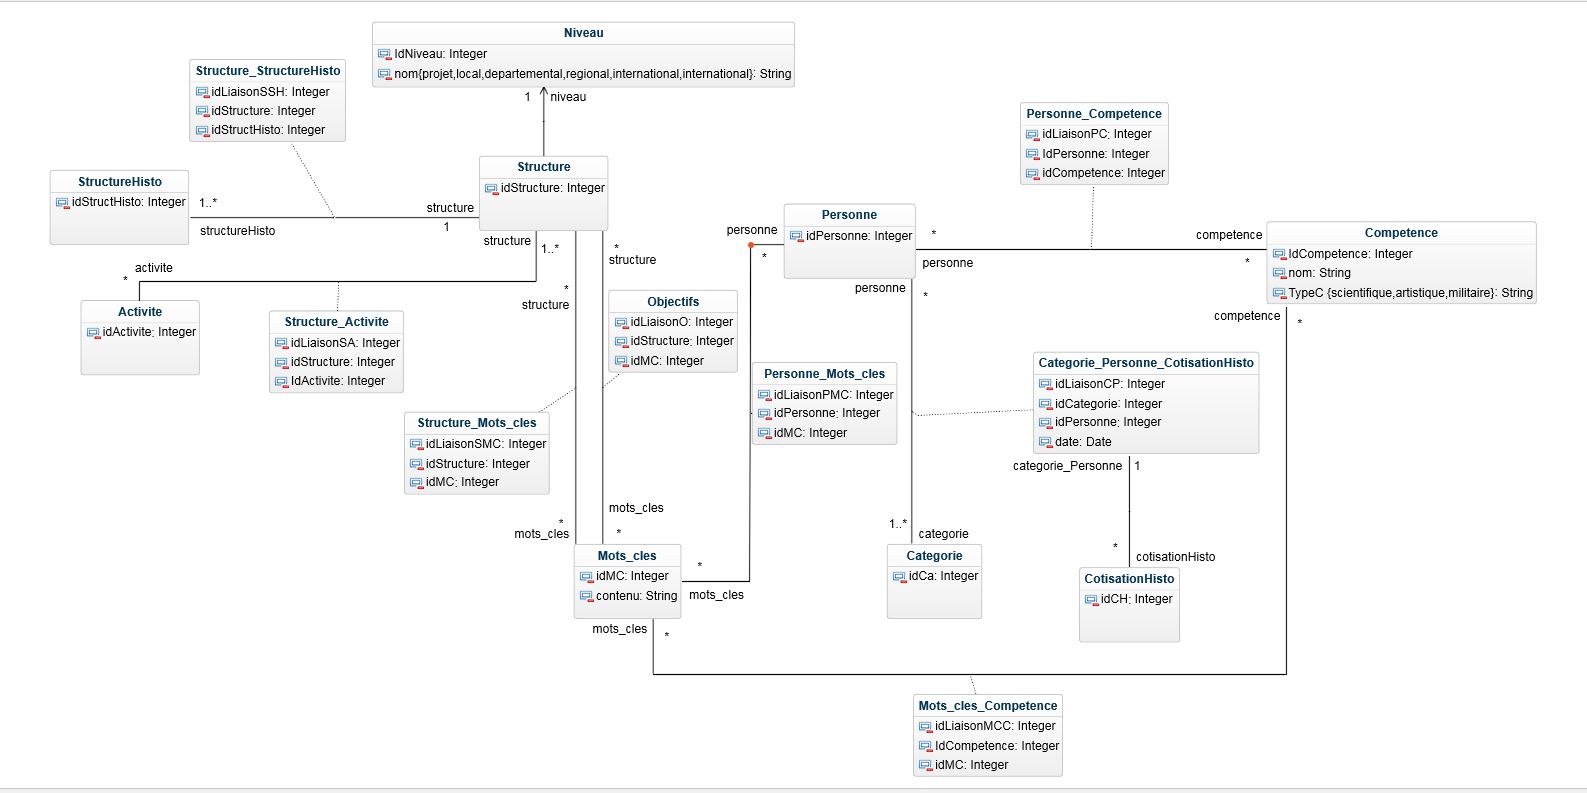 Niveau
IdNiveau: Integer
nom{projet,local,departemental,regional,international,international}: String
1
niveau
Structure_StructureHisto
idLiaisonSSH: Integer
idStructure: Integer
idStructHisto: Integer
StructureHisto
idStructHisto: Integer
1..*
structureHisto
structure
1
Structure
idStructure: Integer
structure
1..*
*
structure
*
structure
activite
*
Activite
idActivite: Integer
Structure_Activite
idLiaisonSA: Integer
idStructure: Integer
IdActivite: Integer
Objectifs
idLiaisonO: Integer
idStructure: Integer
idMC: Integer
Structure_Mots_cles
idLiaisonSMC: Integer
idStructure: Integer
idMC: Integer
personne
*
Personne
idPersonne: Integer
*
personne
personne
*
Personne_Competence
idLiaisonPC: Integer
IdPersonne: Integer
idCompetence: Integer
competence
*
Competence
IdCompetence: Integer
nom: String
TypeC {scientifique,artistique,militaire}: String
competence
*
Personne_Mots_cles
idLiaisonPMC: Integer
idPersonne: Integer
idMC: Integer
Categorie_Personne_CotisationHisto
idLiaisonCP: Integer
idCategorie: Integer
idPersonne: Integer
date: Date
categorie_Personne
1
*
cotisationHisto
CotisationHisto
idCH: Integer
1..*
categorie
Categorie
idCa: Integer
*
mots_cles
mots_cles
*
Mots_cles
idMC: Integer
contenu: String
*
mots_cles
mots_cles
*
Mots_cles_Competence
idLiaisonMCC: Integer
IdCompetence: Integer
idMC: Integer